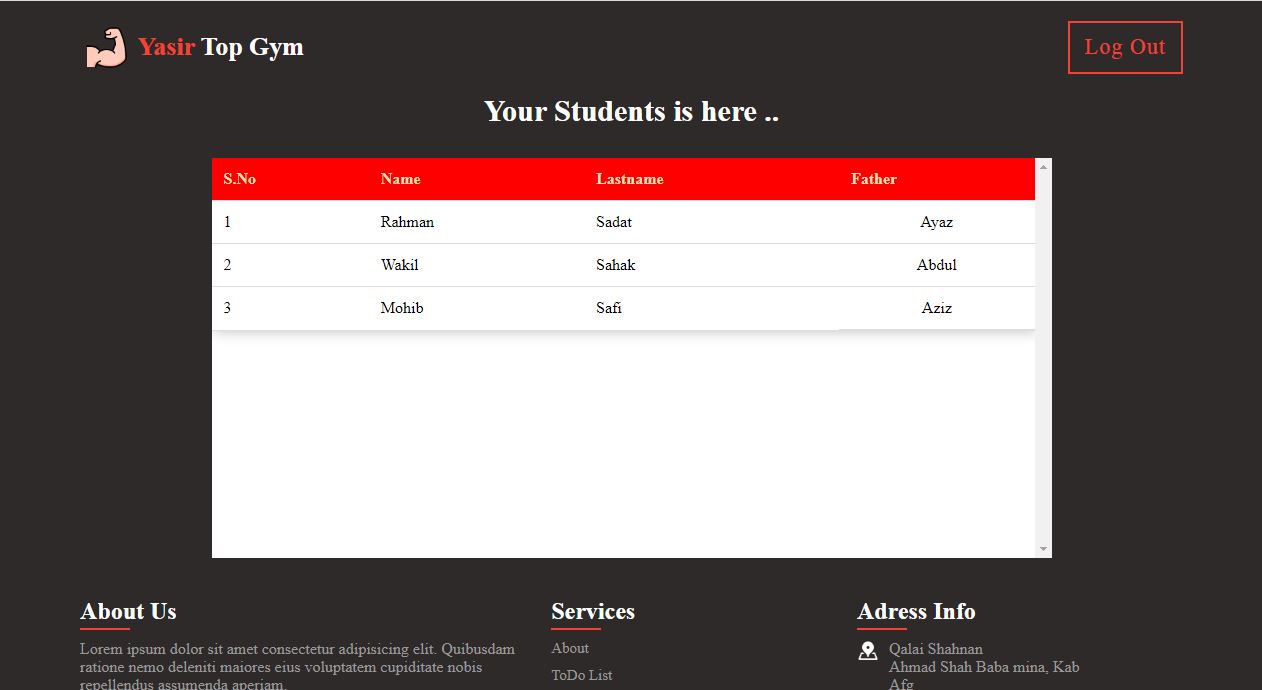 Yasir Top Gym
Log Out
Your Students is here ..
S.No Name Lastname Father
1 Rahman Sadat Ayaz
2 Wakil Sahak Abdul
3 Mohib Safi Aziz
About Us
Lorem ipsum dolor sit amet consectetur adipisicing elit. Quibusdam
ratione nemo deleniti maiores eius voluptatem cupiditate nobis
repellendus assumenda aperiam.
Services
About
ToDo List
Adress Info
Qalai Shahnan
Ahmad Shah Baba mina, Kab
Afg